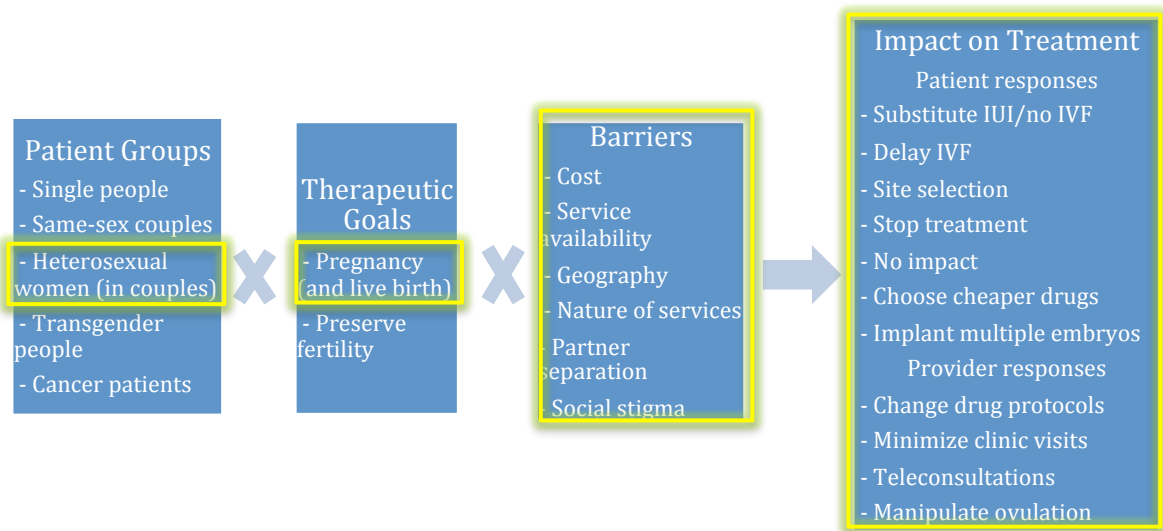 Patient Groups
- Single people
- Same-sex couples
- Heterosexual
women (in couples)
- Transgender
people
- Cancer patients
Therapeutic
Goals
- Pregnancy
(and live birth)
- Preserve
fertility
Barriers
- Cost
- Service
availability
- Geography
- Nature of services
- Partner
separation
- Social stigma
Impact on Treatment
Patient responses
- Substitute IUI/no IVF
- Delay IVF
- Site selection
- Stop treatment
- No impact
- Choose cheaper drugs
- Implant multiple embryos
Provider responses
- Change drug protocols
- Minimize clinic visits
- Teleconsultations
- Manipulate ovulation